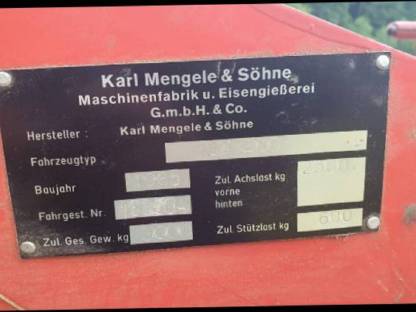 Karl Mengele & Söhne
Maschinenfabrik u. Eisengießerei
G.m.b.H. & Co.
Hersteller : Karl Mengele & Söhne
Fahrzeugtyp
Baujahr
Zul. Achslast kg
vorne
hinten
Fahrgest. Nr.
Zul. Ges. Gew. kg
Zul. Stützlast kg